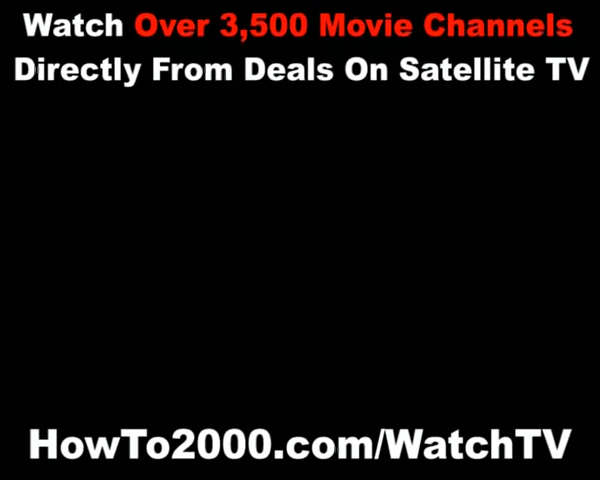 Watch Over 3,500 Movie Channels
Directly From Deals On Satellite TV
HowTo2000.com/WatchTV